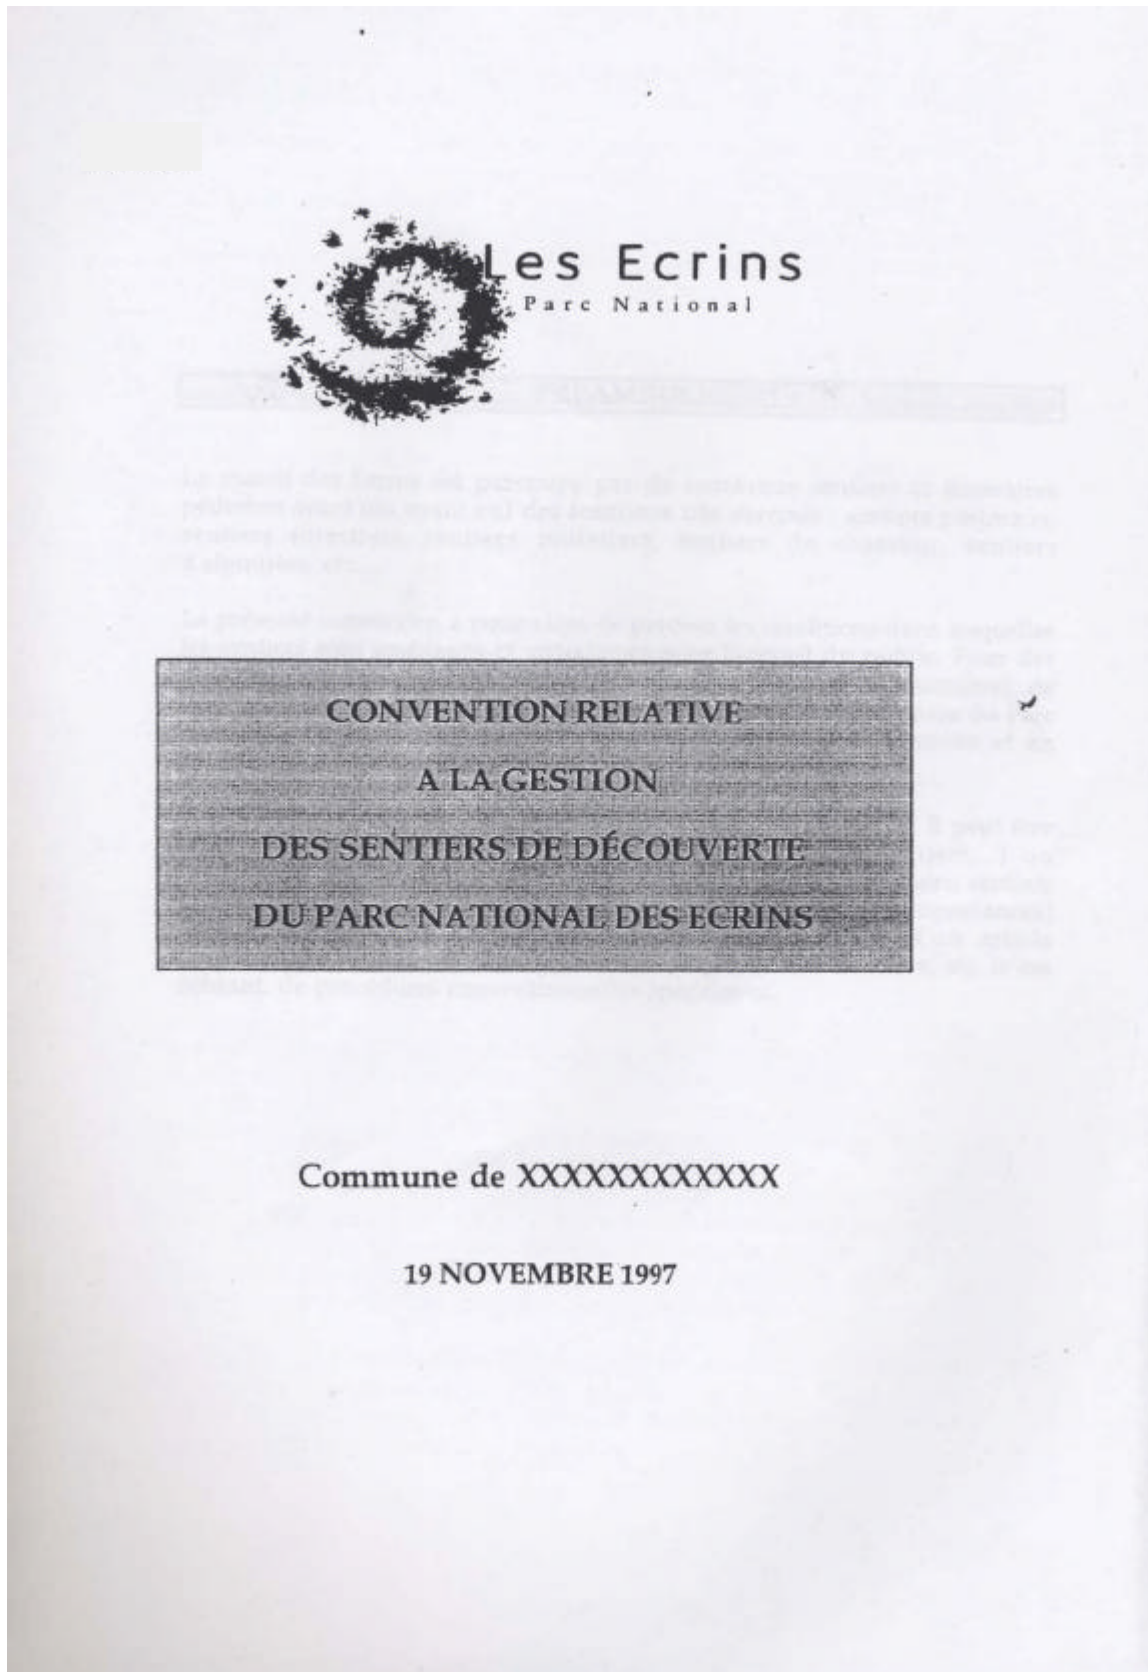 Les Ecrins
Parc National
CONVENTION RELATIVE
A LA GESTION
DES SENTIERS DE DÉCOUVERTE
DU PARC NATIONAL DES ECRINS
Commune de XXXXXXXXXXXX
19 NOVEMBRE 1997